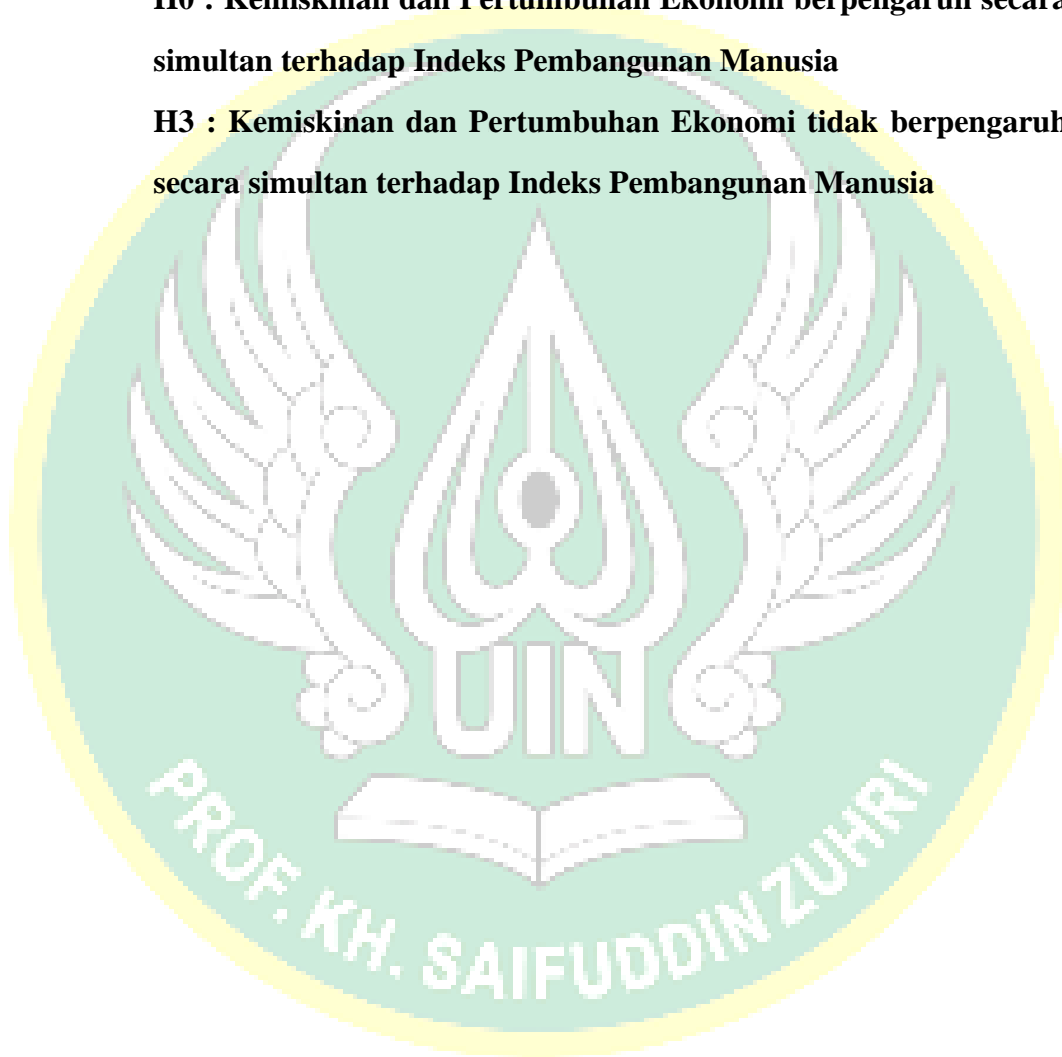 H0 : Kemiskinan dan Pertumbuhan Ekonomi berpengaruh secara
simultan terhadap Indeks Pembangunan Manusia
H3 : Kemiskinan dan Pertumbuhan Ekonomi tidak berpengaruh
secara simultan terhadap Indeks Pembangunan Manusia
UIN
PROF. KH. SAIFUDDIN ZUHRI